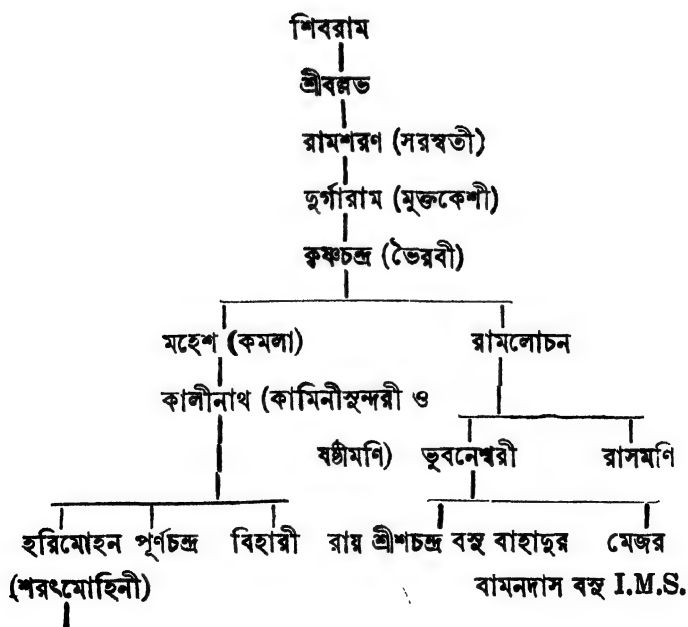 শিবরাম
শ্রীবল্লভ
রামশরণ (সরস্বতী)
দুর্গারাম (মুক্তকেশী)
কৃষ্ণচন্দ্র (ভৈরবী)
মহেশ (কমলা) রামলোচন
কালীনাথ (কামিনীসুন্দরী ও
ষষ্ঠীমণি) ভুবনেশ্বরী রাসমণি
হরিমোহন পূর্ণচন্দ্র বিহারী রায় শ্রীশচন্দ্র বসু বাহাদুর মেজর
(শরৎমোহিনী) বামনদাস বসু I.M.S.